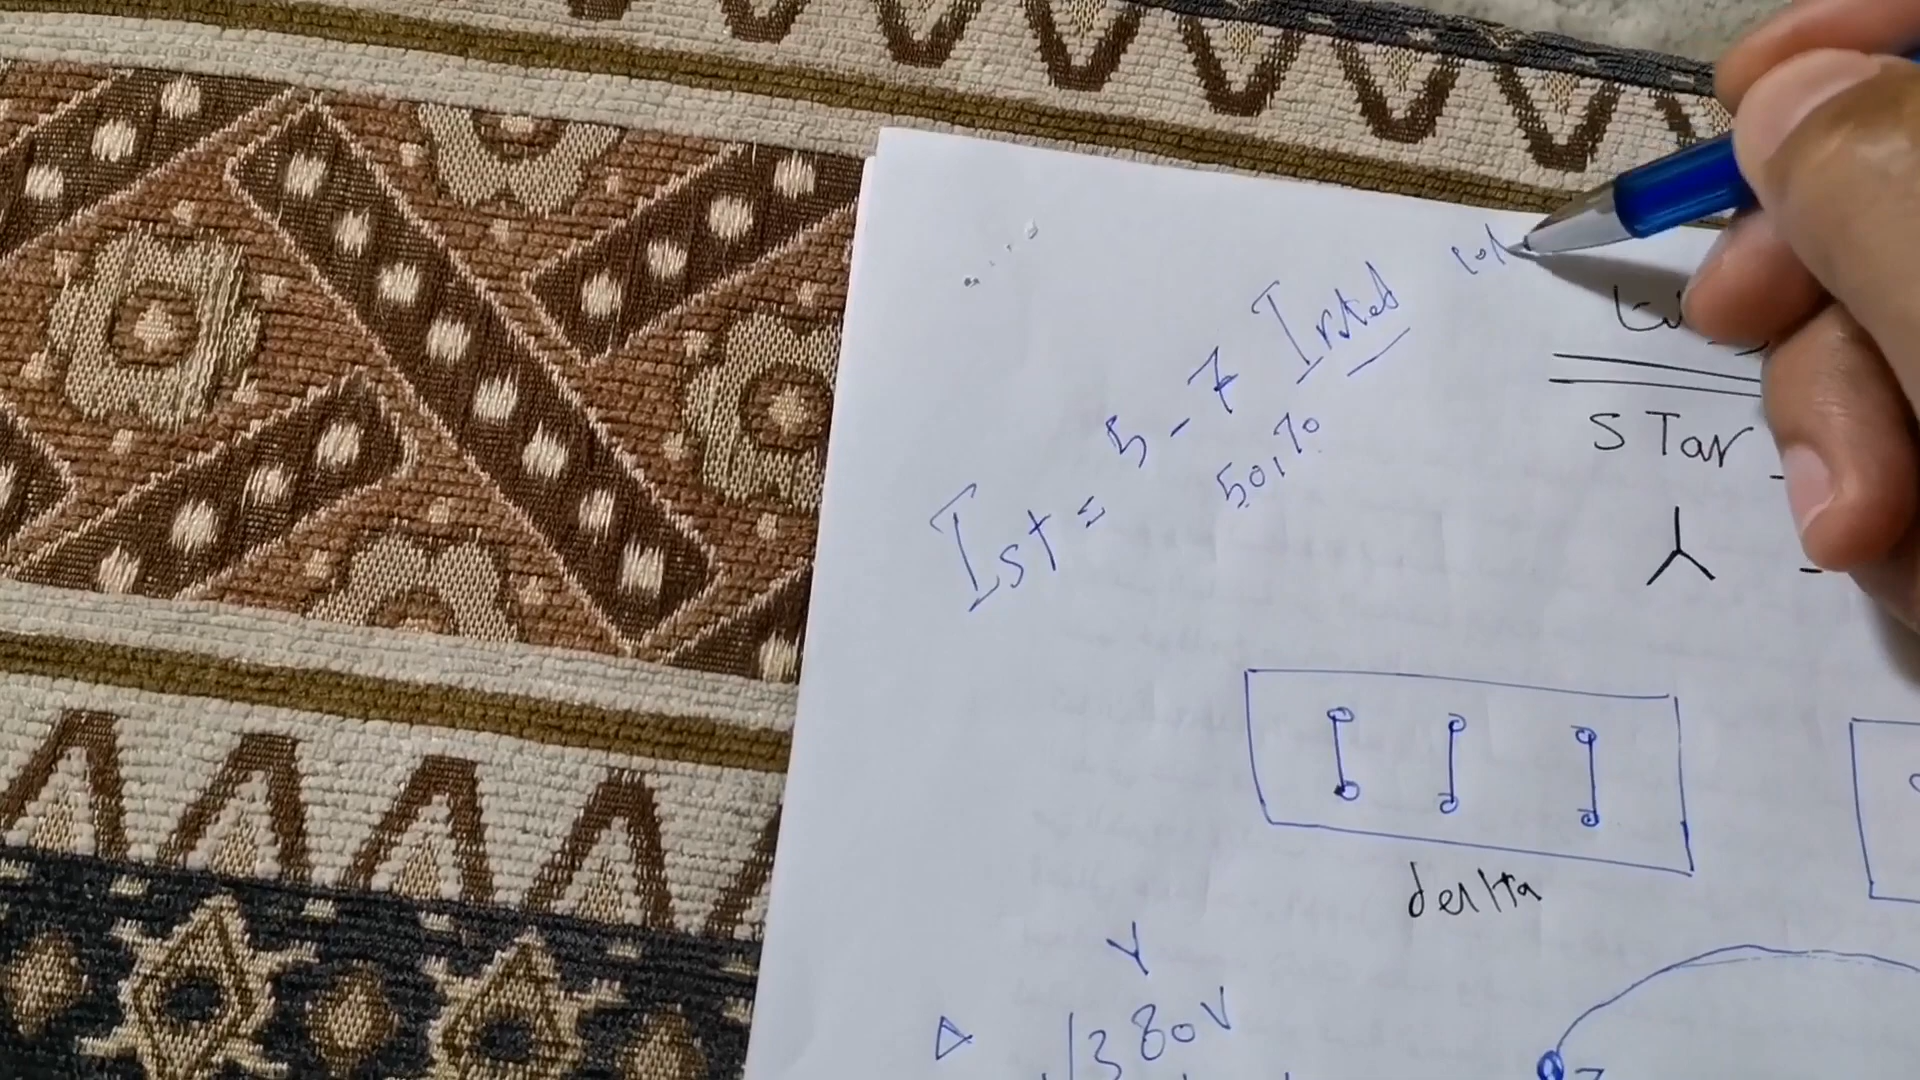 Ist = 5 - 7 Irated
50%
STar
delta
Y
Δ / 380V